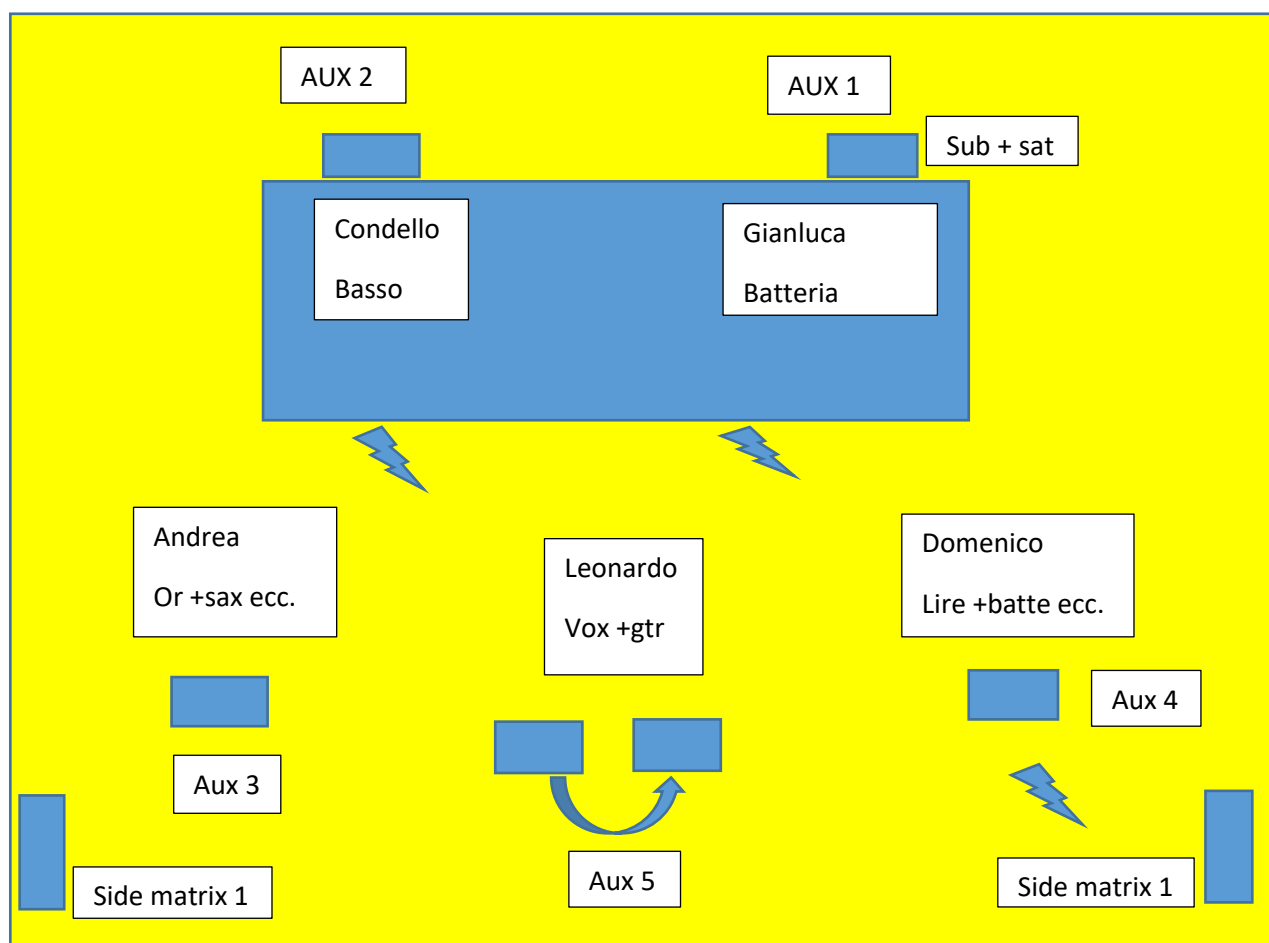 AUX 2
AUX 1
Sub + sat
Condello
Basso
Gianluca
Batteria
Andrea
Or +sax ecc.
Leonardo
Vox +gtr
Domenico
Lire +batte ecc.
Aux 3
Aux 4
Side matrix 1
Aux 5
Side matrix 1